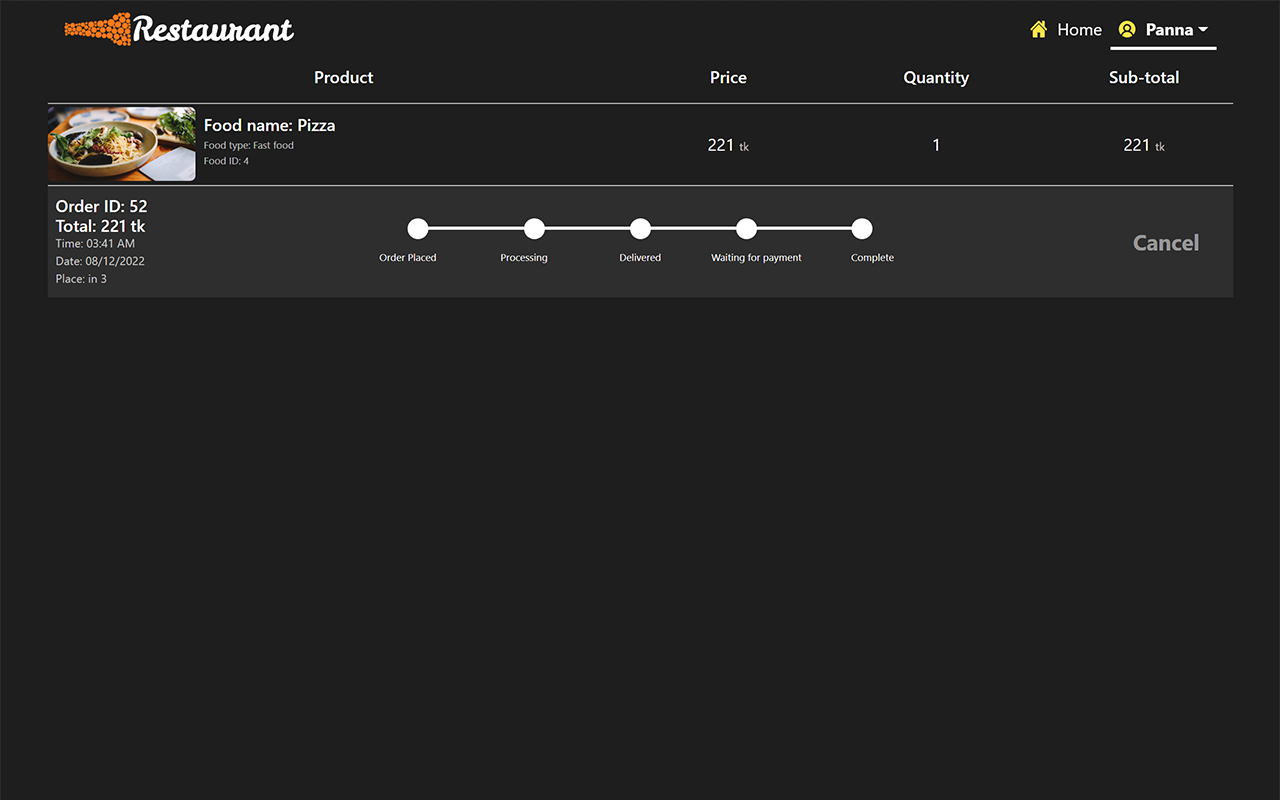 Restaurant
Home
Panna
Product Price Quantity Sub-total
Food name: Pizza
Food type: Fast food
Food ID: 4
221 tk 1 221 tk
Order ID: 52
Total: 221 tk
Time: 03:41 AM
Date: 08/12/2022
Place: in 3
Order Placed Processing Delivered Waiting for payment Complete
Cancel